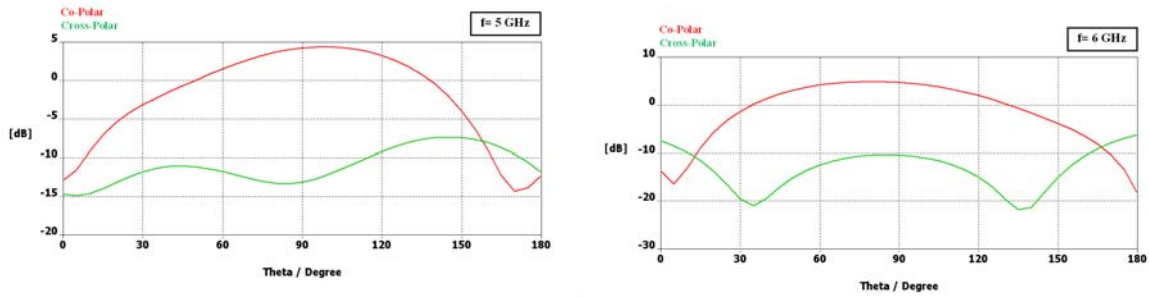 Co-Polar
Cross-Polar
f= 5 GHz
5
0
-5
[dB]
-10
-15
-20
0 30 60 90 120 150 180
Theta / Degree
Co-Polar
Cross-Polar
f= 6 GHz
10
0
[dB]
-10
-20
-30
0 30 60 90 120 150 180
Theta / Degree